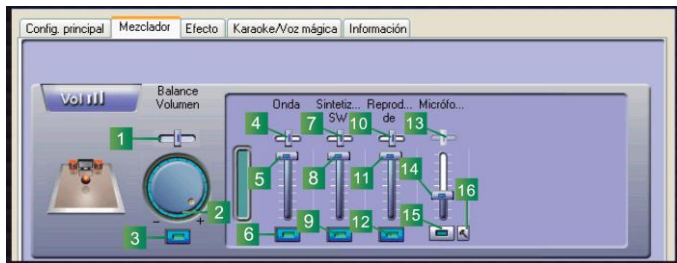 Config. principal Mezclador Efecto Karaoke/Voz mágica Información
Vol
Balance
Volumen
Onda Sintetiz... Reprod... Micrófo...
SW de
1 4 7 10 13
5 8 11 14 16
2
- +
3 6 9 12 15